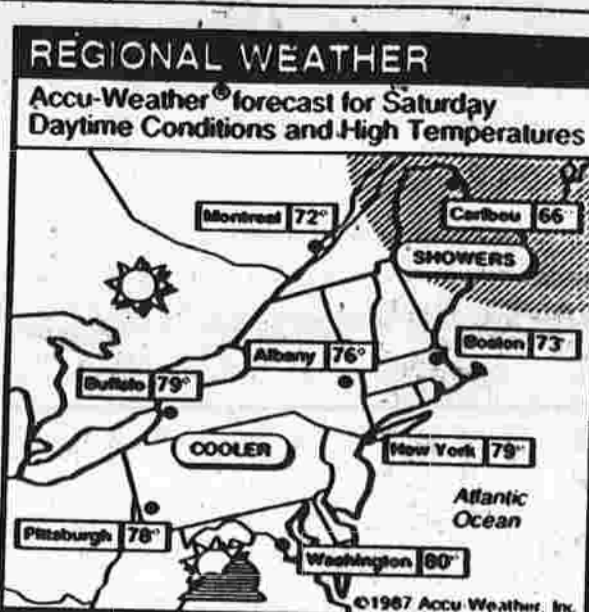 REGIONAL WEATHER
Accu-Weather® forecast for Saturday
Daytime Conditions and High Temperatures
Montreal 72°
Caribou 66°
SHOWERS
Albany 76°
Boston 73°
Buffalo 79°
COOLER
New York 79°
Atlantic
Ocean
Pittsburgh 78°
Washington 80°
©1987 Accu-Weather, Inc.